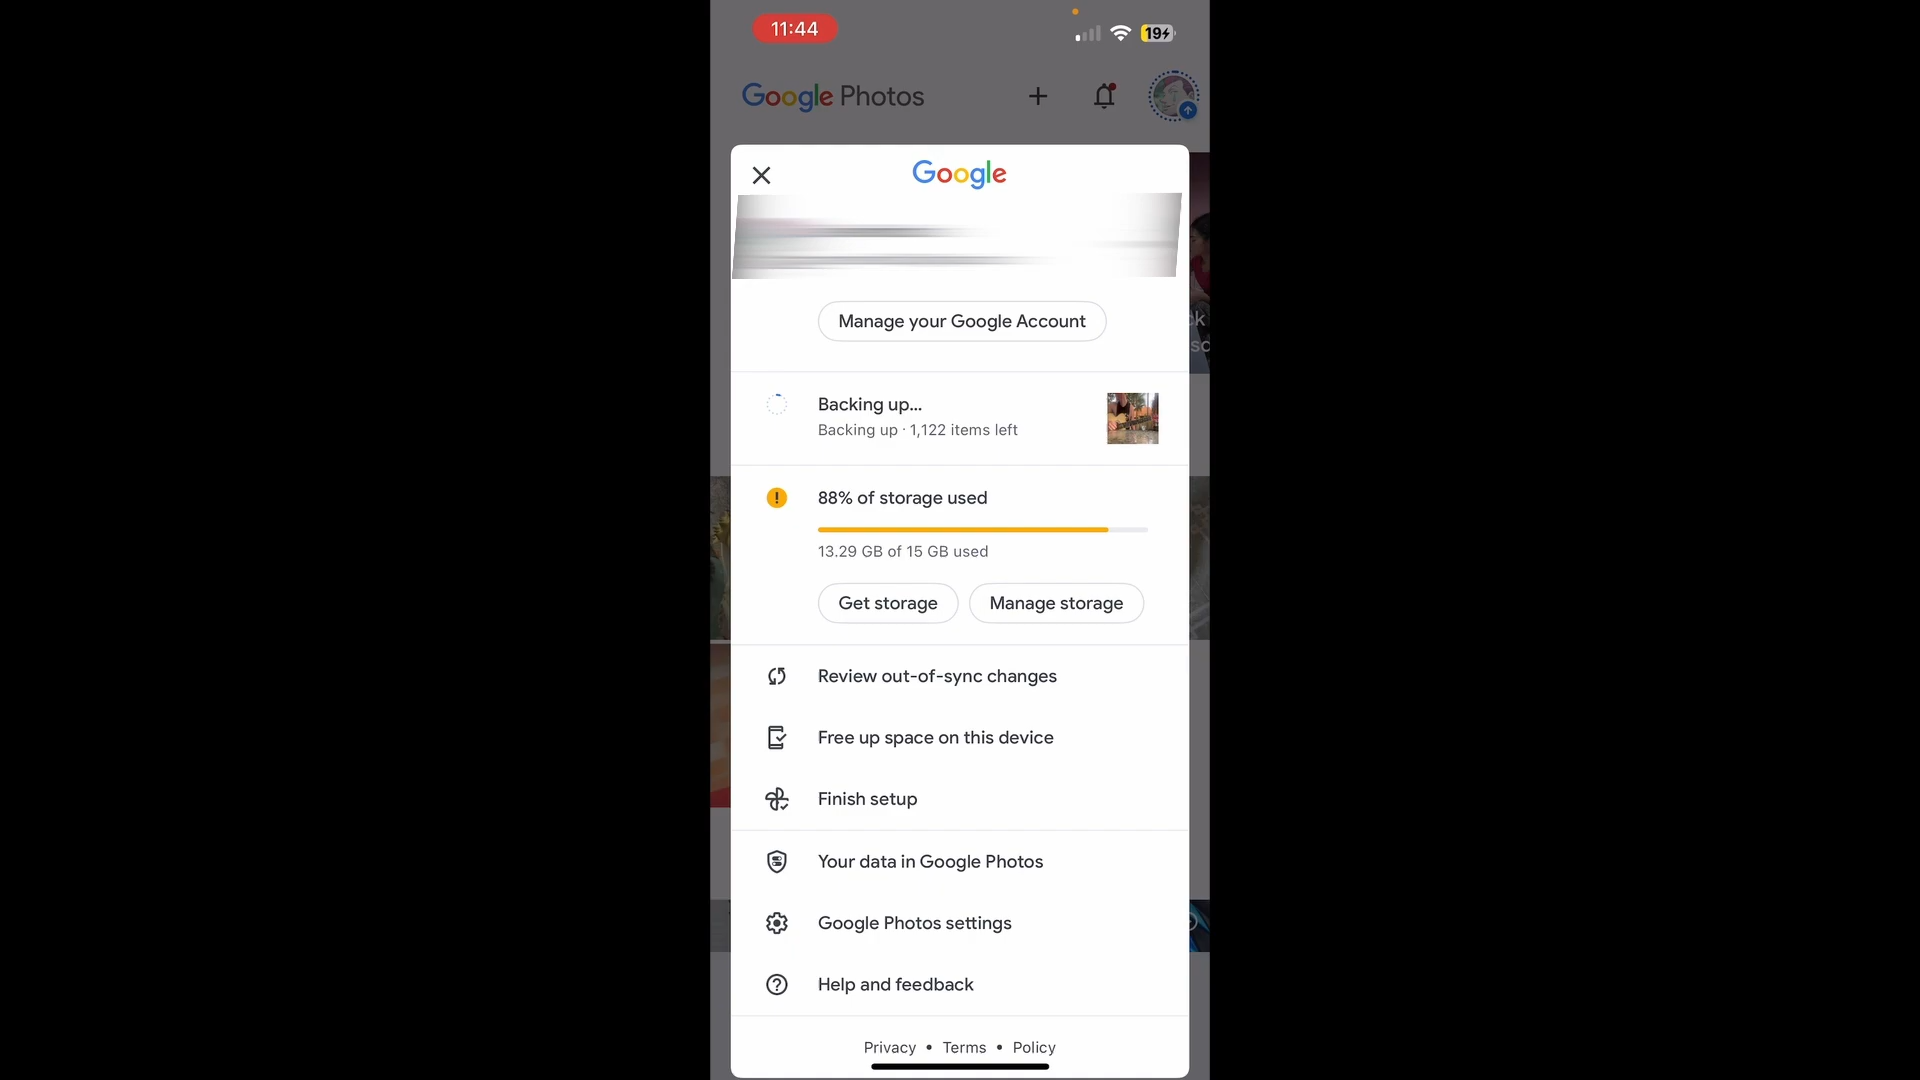 11:44
19
Google Photos
Google
Manage your Google Account
ck
sc
Backing up...
Backing up · 1,122 items left
88% of storage used
13.29 GB of 15 GB used
Get storage
Manage storage
Review out-of-sync changes
Free up space on this device
Finish setup
Your data in Google Photos
Google Photos settings
Help and feedback
Privacy • Terms • Policy